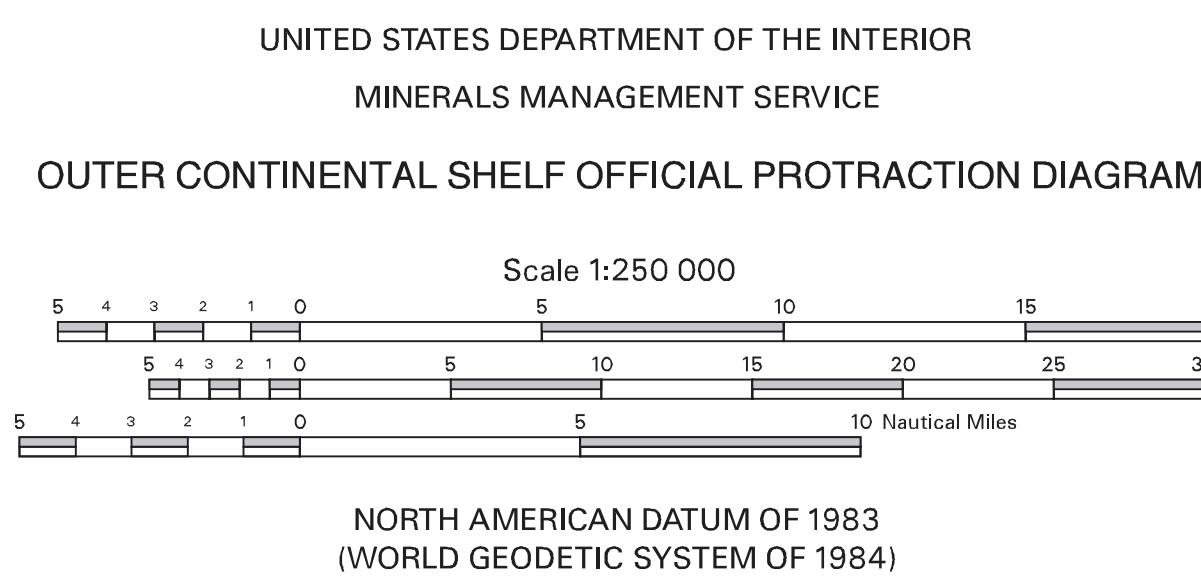 UNITED STATES DEPARTMENT OF THE INTERIOR
MINERALS MANAGEMENT SERVICE
OUTER CONTINENTAL SHELF OFFICIAL PROTRACTION DIAGRAM
Scale 1:250 000
5 4 3 2 1 0 5 10 15
5 4 3 2 1 0 5 10 15 20 25 3
5 4 3 2 1 0 5 10 Nautical Miles
NORTH AMERICAN DATUM OF 1983
(WORLD GEODETIC SYSTEM OF 1984)